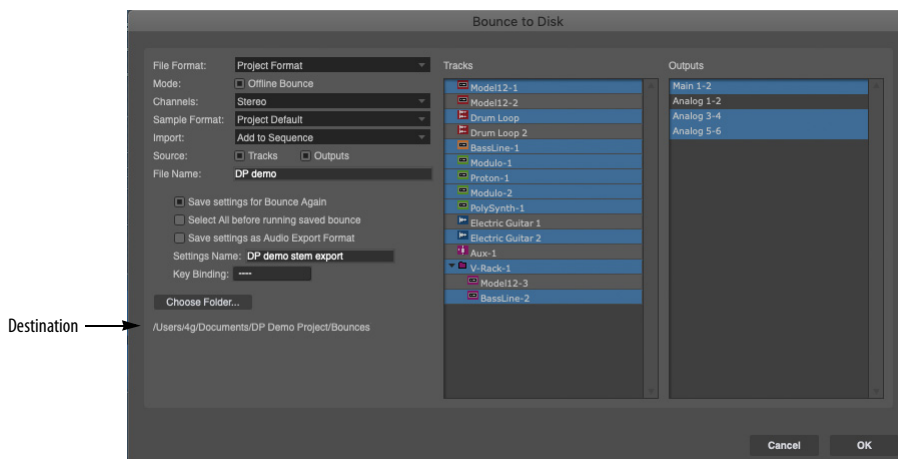 Bounce to Disk
File Format: Project Format
Mode: Offline Bounce
Channels: Stereo
Sample Format: Project Default
Import: Add to Sequence
Source: Tracks Outputs
File Name: DP demo
Save settings for Bounce Again
Select All before running saved bounce
Save settings as Audio Export Format
Settings Name: DP demo stem export
Key Binding: ----
Choose Folder...
Destination
/Users/4g/Documents/DP Demo Project/Bounces
Tracks
Model12-1
Model12-2
Drum Loop
Drum Loop 2
BassLine-1
Modulo-1
Proton-1
Modulo-2
PolySynth-1
Electric Guitar 1
Electric Guitar 2
Aux-1
V-Rack-1
Model12-3
BassLine-2
Outputs
Main 1-2
Analog 1-2
Analog 3-4
Analog 5-6
Cancel
OK